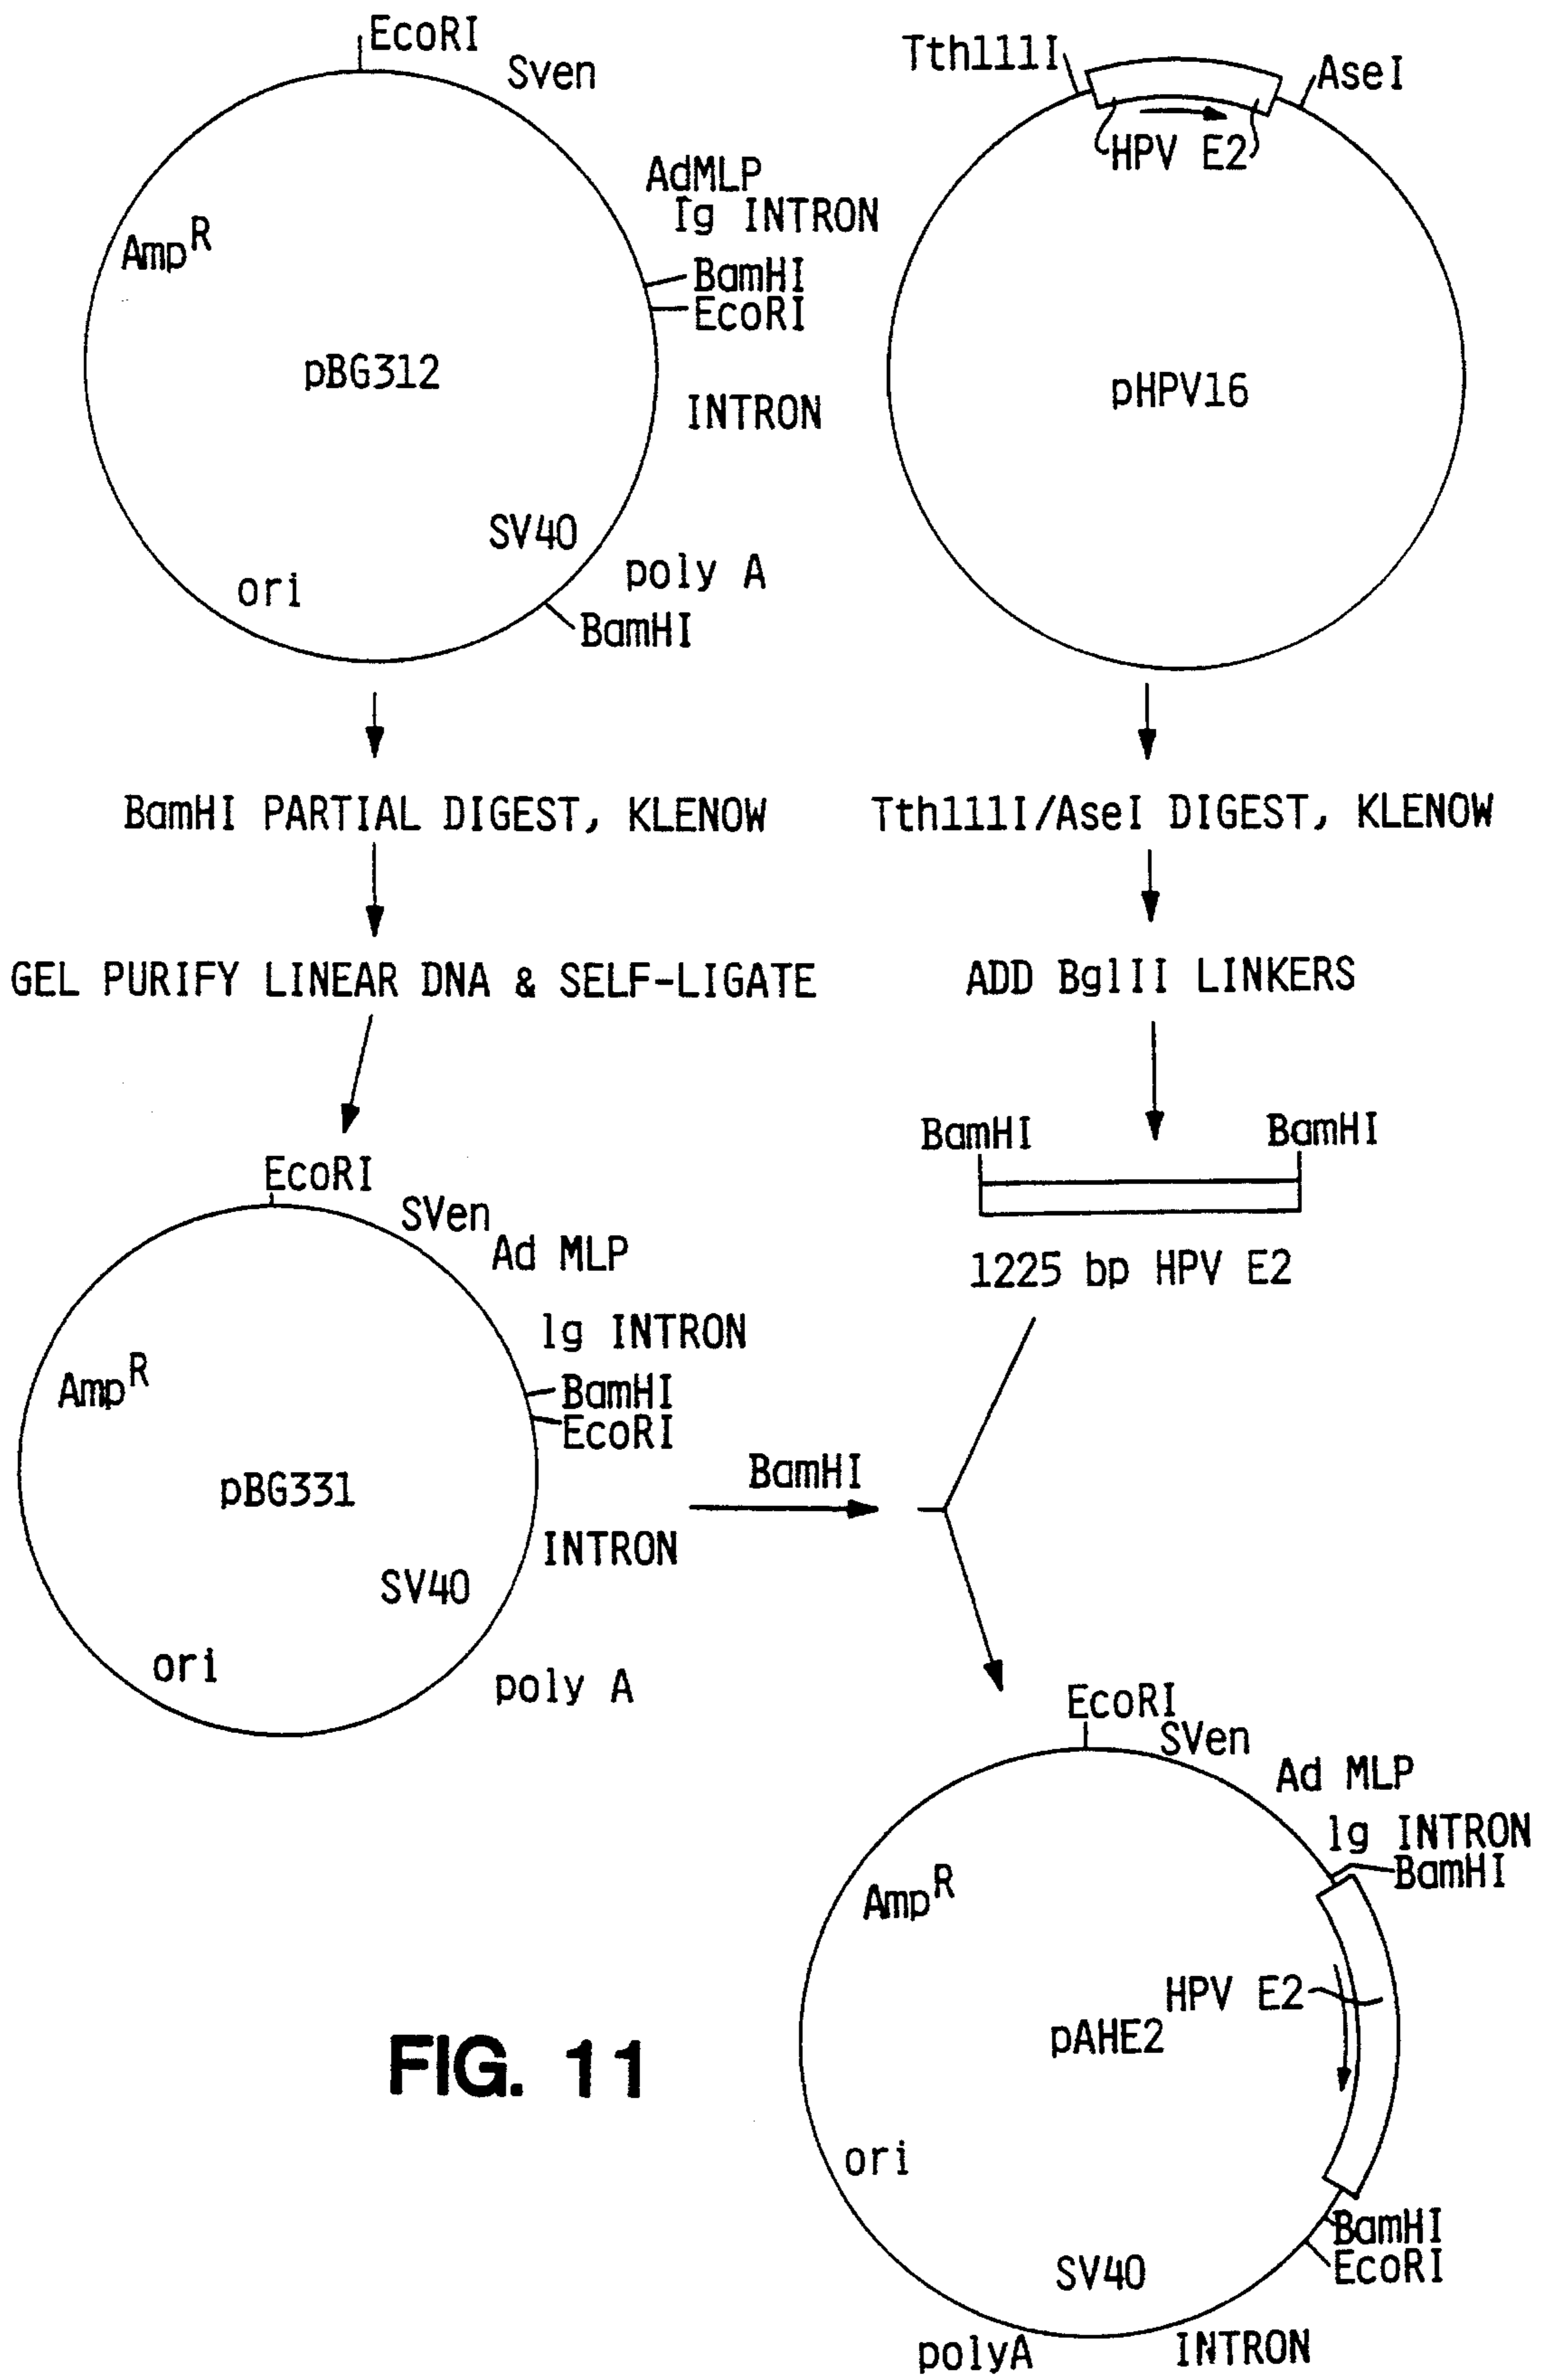 EcoRI
Sven
AdMLP
Ig INTRON
BamHI
EcoRI
Amp^R
pBG312
INTRON
SV40
ori
poly A
BamHI
Tth111I
AseI
HPV E2
pHPV16
BamHI PARTIAL DIGEST, KLENOW
GEL PURIFY LINEAR DNA & SELF-LIGATE
Tth111I/AseI DIGEST, KLENOW
ADD BglII LINKERS
BamHI
BamHI
1225 bp HPV E2
EcoRI
SVen
Ad MLP
lg INTRON
BamHI
EcoRI
Amp^R
pBG331
INTRON
SV40
ori
poly A
BamHI
EcoRI
SVen
Ad MLP
lg INTRON
BamHI
Amp^R
HPV E2
pAHE2
ori
BamHI
EcoRI
SV40
polyA
INTRON
FIG. 11